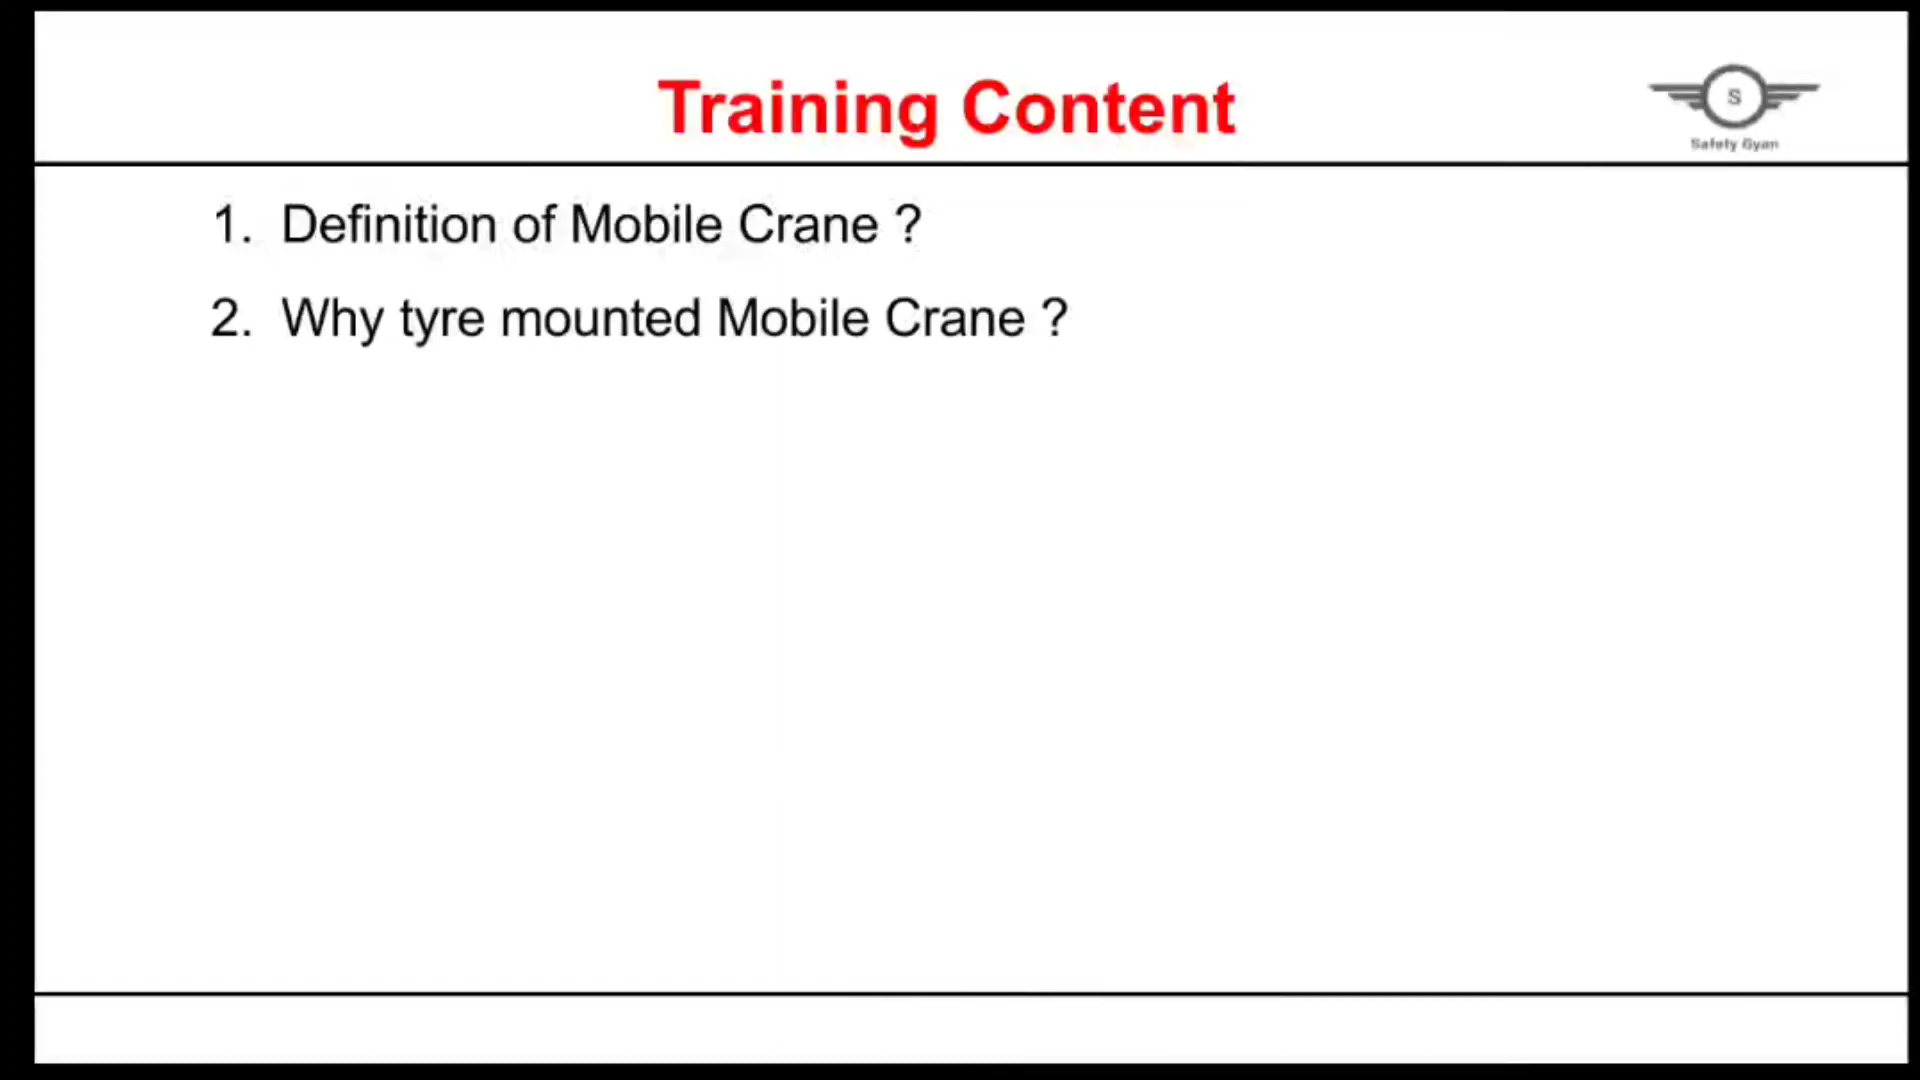 Training Content
S
Safety Gyan
1. Definition of Mobile Crane ?
2. Why tyre mounted Mobile Crane ?